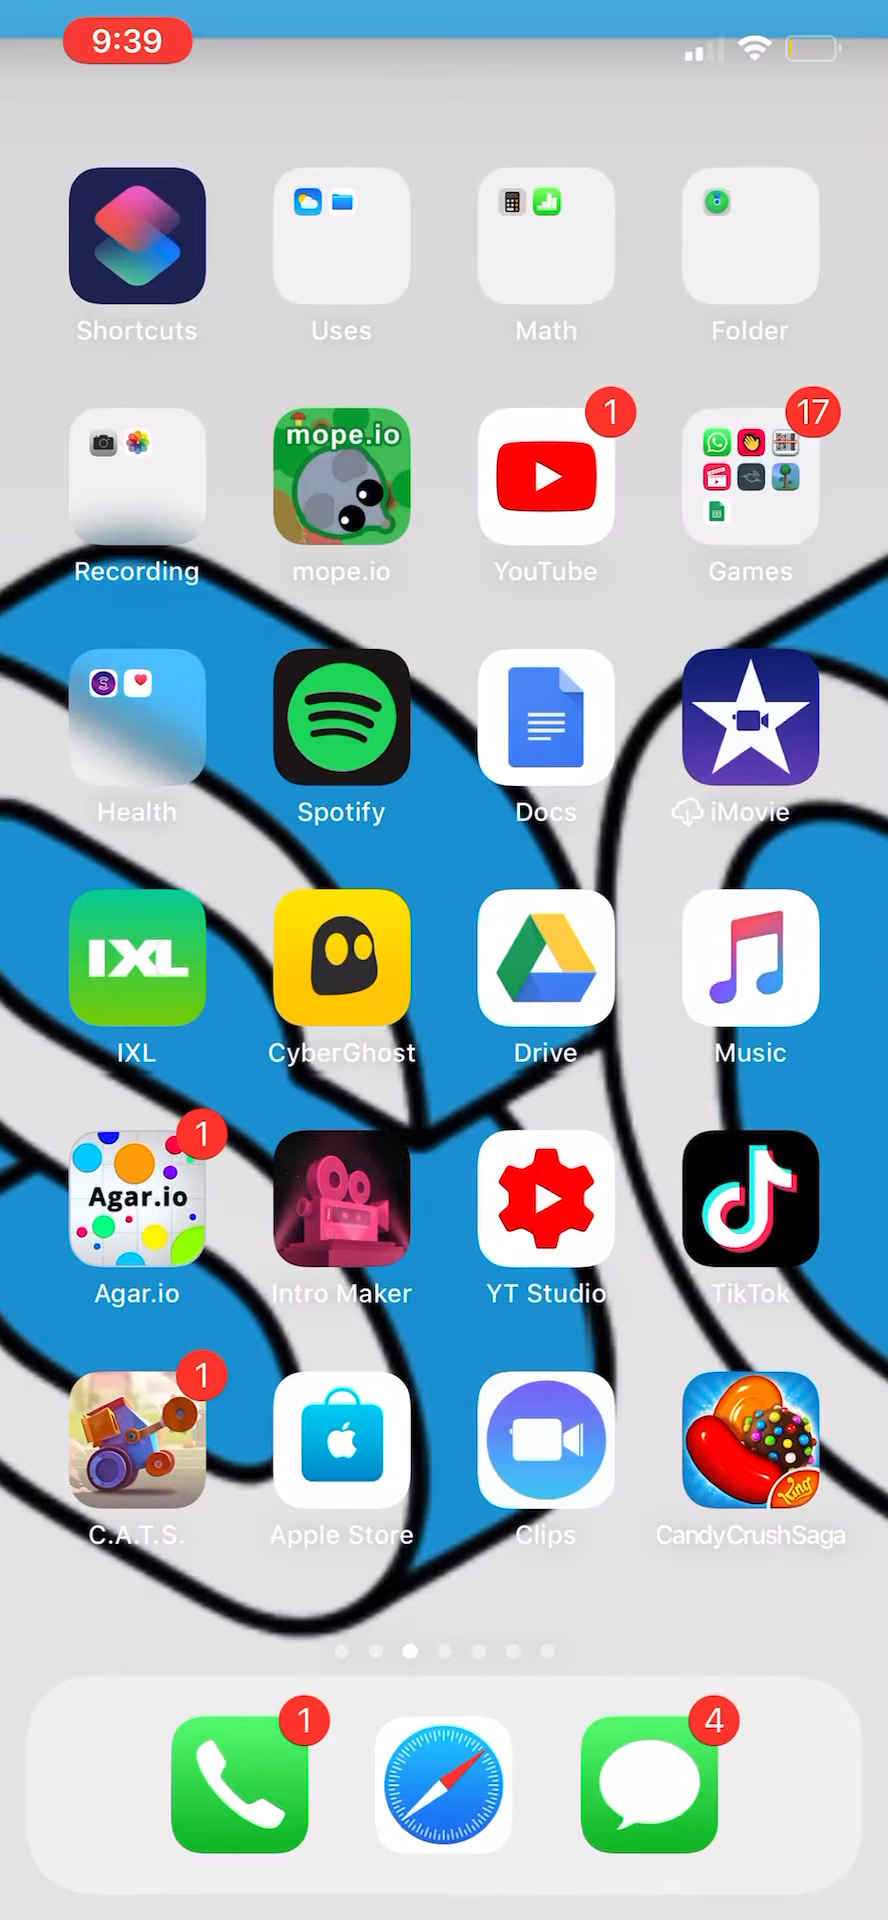 9:39
Shortcuts
Uses
Math
Folder
1
17
mope.io
Recording
mope.io
YouTube
Games
Health
Spotify
Docs
iMovie
IXL
IXL
CyberGhost
Drive
Music
1
Agar.io
Agar.io
Intro Maker
YT Studio
TikTok
1
King
C.A.T.S.
Apple Store
Clips
CandyCrushSaga
1
4